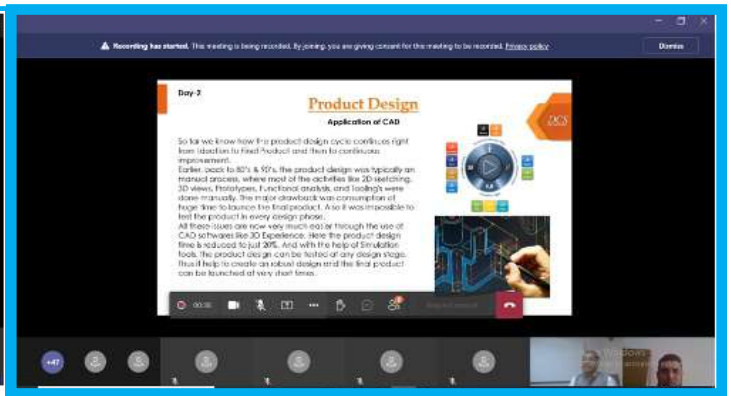 Recording has started. This meeting is being recorded. By joining, you are giving consent for this meeting to be recorded. Privacy policy
Dismiss
Day-2
Product Design
DCS
Application of CAD
So far we know how the product design cycle continues right
from Ideation to Final Product and then to continuous
improvement.
Earlier, back to 80's & 90's, the product design was typically an
manual process, where most of the activities like 2D sketching,
3D views, Prototypes, Functional analysis, and Tooling's were
done manually. The major drawback was consumption of
huge time to launce the final product. Also it was impossible to
test the product in every design phase.
All these issues are now very much easier through the use of
CAD softwares like 3D Experience. Here the product design
time is reduced to just 20%. And with the help of Simulation
tools, the product design can be tested at any design stage.
Thus it help to create an robust design and the final product
can be launched at very short times.
+47
Windows